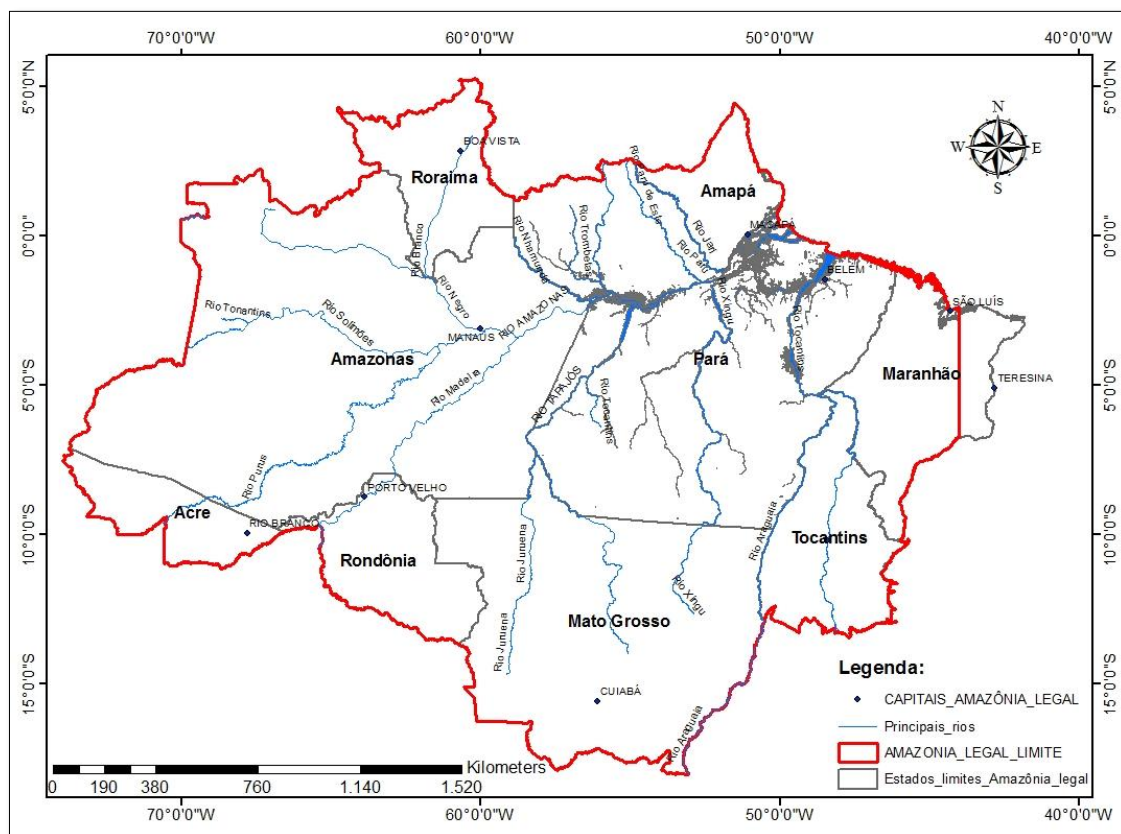 70°0'0"W
60°0'0"W
50°0'0"W
40°0'0"W
5°0'0"N
5°0'0"N
N
W
E
S
BOA VISTA
Roraima
Amapá
Rio Paru de Este
Rio Jari
MACAPÁ
Rio Branco
Rio Nhamundá
Rio Trombetas
Rio Paru
0°0'0"
0°0'0"
BELÉM
Rio Negro
Rio Xingu
Rio Tonantins
Rio Solimões
RIO AMAZONAS
SÃO LUÍS
MANAUS
Rio Tocantins
Amazonas
Pará
Maranhão
Rio Madeira
TERESINA
5°0'0"S
5°0'0"S
RIO TAPAJÓS
Rio Tonantins
Rio Purus
PORTO VELHO
Acre
RIO BRANCO
10°0'0"S
10°0'0"S
Rondônia
Rio Juruena
Rio Araguaia
Tocantins
Rio Xingu
Mato Grosso
Rio Juruena
CUIABÁ
15°0'0"S
15°0'0"S
Rio Araguaia
Legenda:
CAPITAIS_AMAZÔNIA_LEGAL
Principais_rios
AMAZONIA_LEGAL_LIMITE
Estados_limites_Amazônia_legal
Kilometers
0 190 380 760 1.140 1.520
70°0'0"W
60°0'0"W
50°0'0"W
40°0'0"W